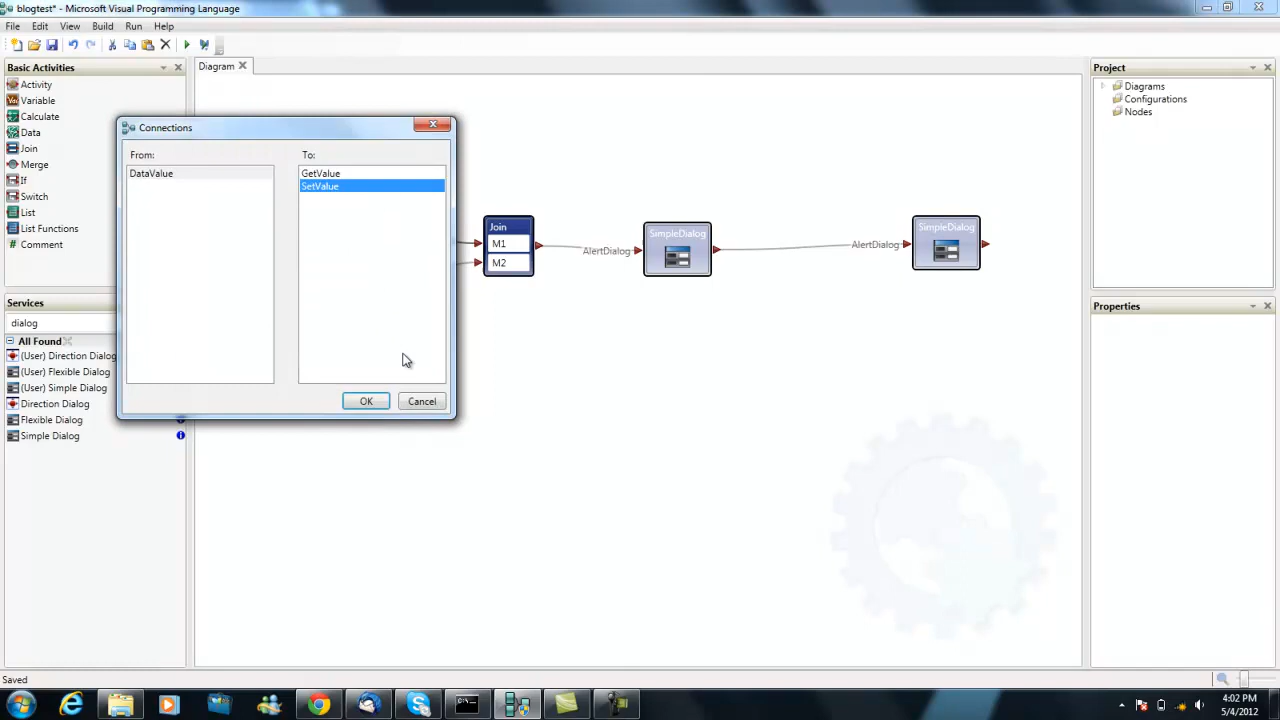 blogtest* - Microsoft Visual Programming Language
File Edit View Build Run Help
Basic Activities
Activity
Variable
Calculate
Data
Join
Merge
If
Switch
List
List Functions
Comment
Services
dialog
All Found
(User) Direction Dialog
(User) Flexible Dialog
(User) Simple Dialog
Direction Dialog
Flexible Dialog
Simple Dialog
Diagram
Connections
From:
To:
DataValue
GetValue
SetValue
OK
Cancel
Join
M1
M2
AlertDialog
SimpleDialog
AlertDialog
SimpleDialog
Project
Diagrams
Configurations
Nodes
Properties
Saved
4:02 PM
5/4/2012